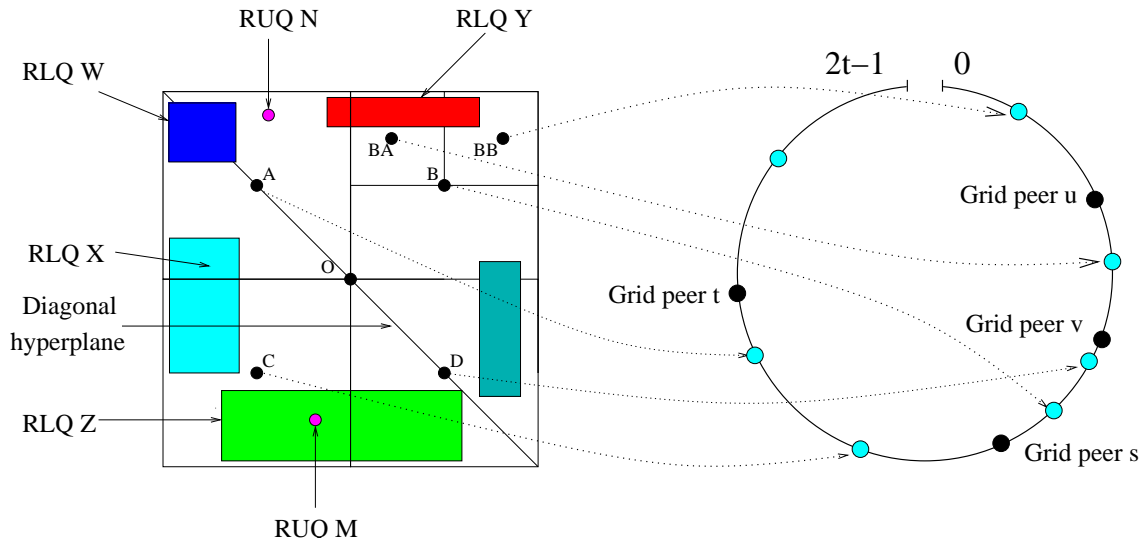 RUQ N
RLQ Y
RLQ W
2t−1
0
BA
BB
A
B
Grid peer u
RLQ X
O
Grid peer t
Diagonal
hyperplane
Grid peer v
C
D
RLQ Z
Grid peer s
RUQ M